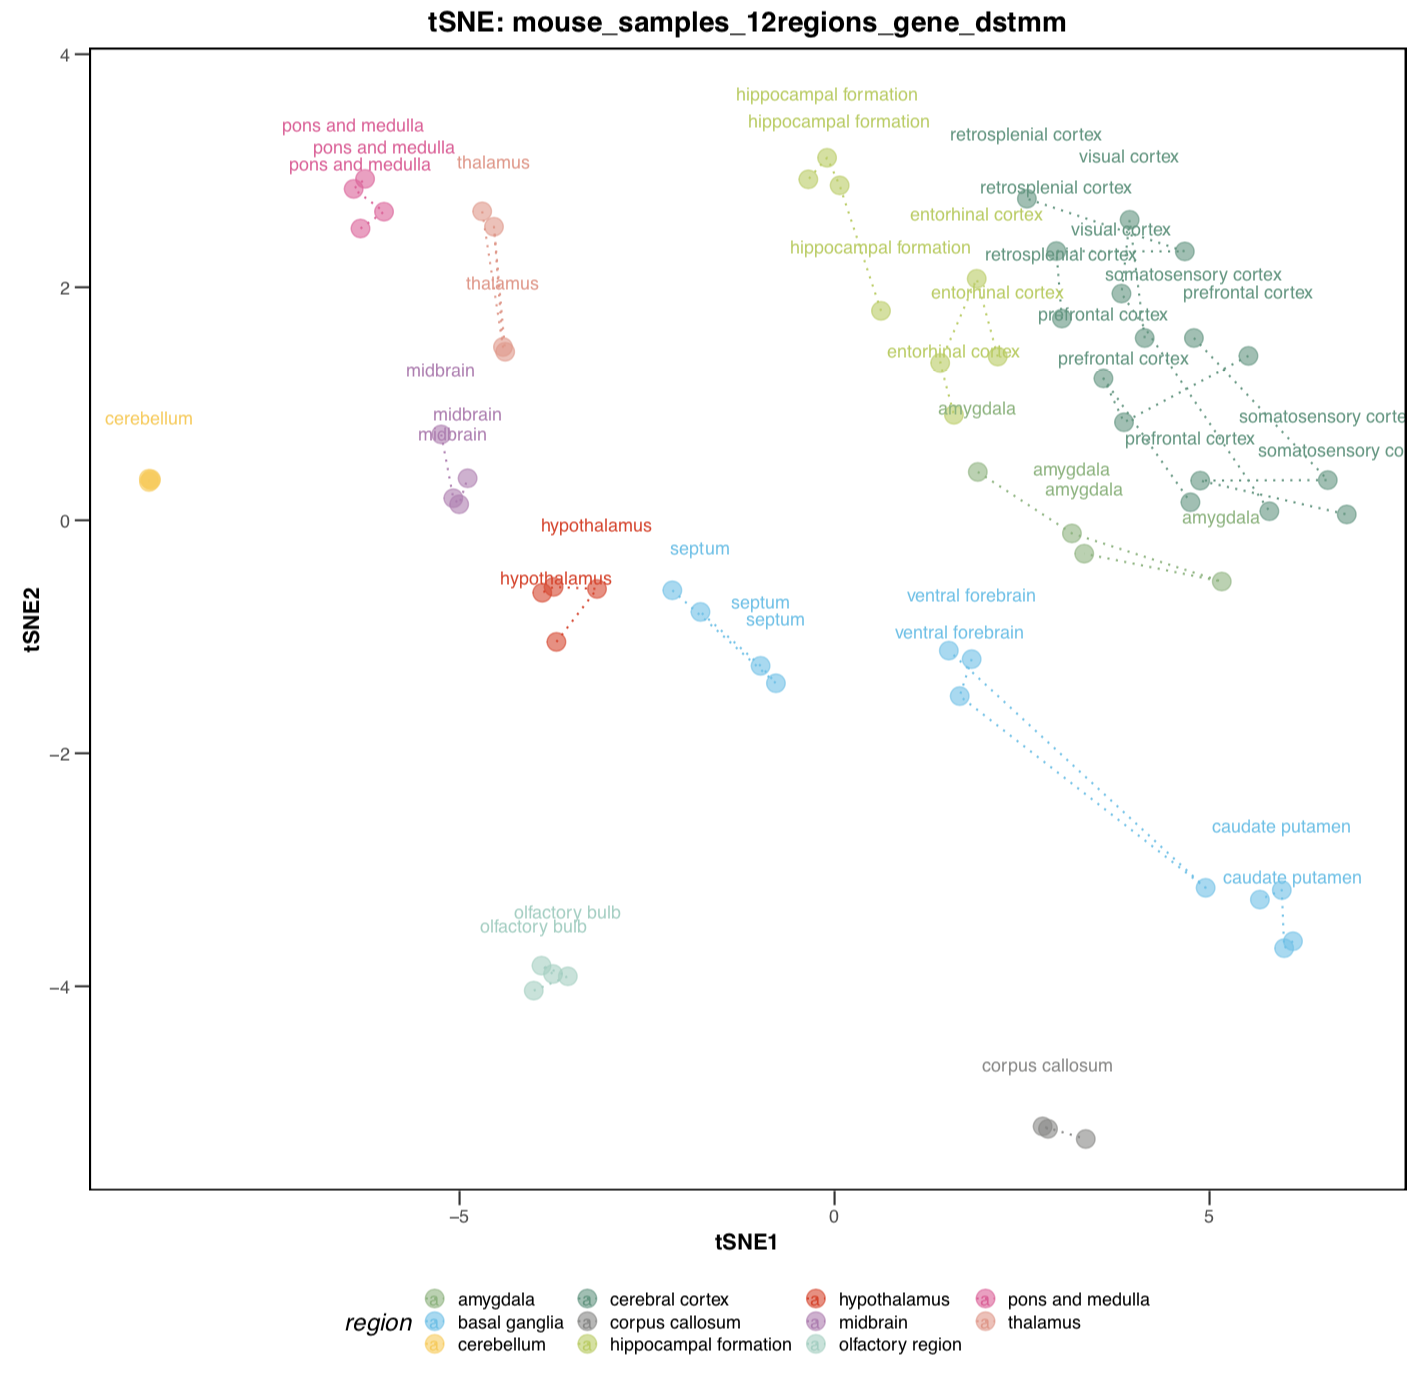 tSNE: mouse_samples_12regions_gene_dstmm
4
hippocampal formation
hippocampal formation
pons and medulla
retrosplenial cortex
pons and medulla
visual cortex
pons and medulla
thalamus
retrosplenial cortex
entorhinal cortex
visual cortex
hippocampal formation
retrosplenial cortex
somatosensory cortex
2
thalamus
entorhinal cortex
prefrontal cortex
prefrontal cortex
entorhinal cortex
prefrontal cortex
midbrain
amygdala
midbrain
somatosensory corte
cerebellum
midbrain
prefrontal cortex
somatosensory co
amygdala
amygdala
0
amygdala
hypothalamus
septum
hypothalamus
ventral forebrain
septum
septum
ventral forebrain
tSNE2
−2
caudate putamen
caudate putamen
olfactory bulb
olfactory bulb
−4
corpus callosum
−5 0 5
tSNE1
region
a amygdala a cerebral cortex a hypothalamus a pons and medulla
a basal ganglia a corpus callosum a midbrain a thalamus
a cerebellum a hippocampal formation a olfactory region